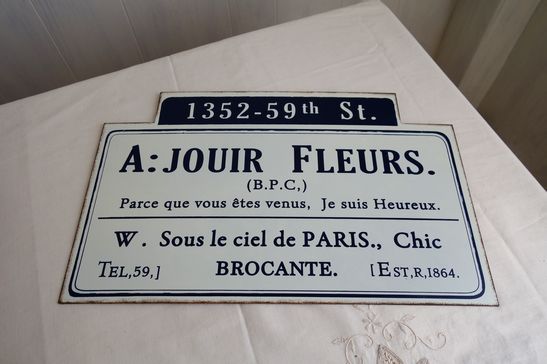 1352-59th St.
A:JOUIR FLEURS.
(B.P.C,)
Parce que vous êtes venus, Je suis Heureux.
W. Sous le ciel de PARIS., Chic
TEL,59,] BROCANTE. [EST,R,1864.